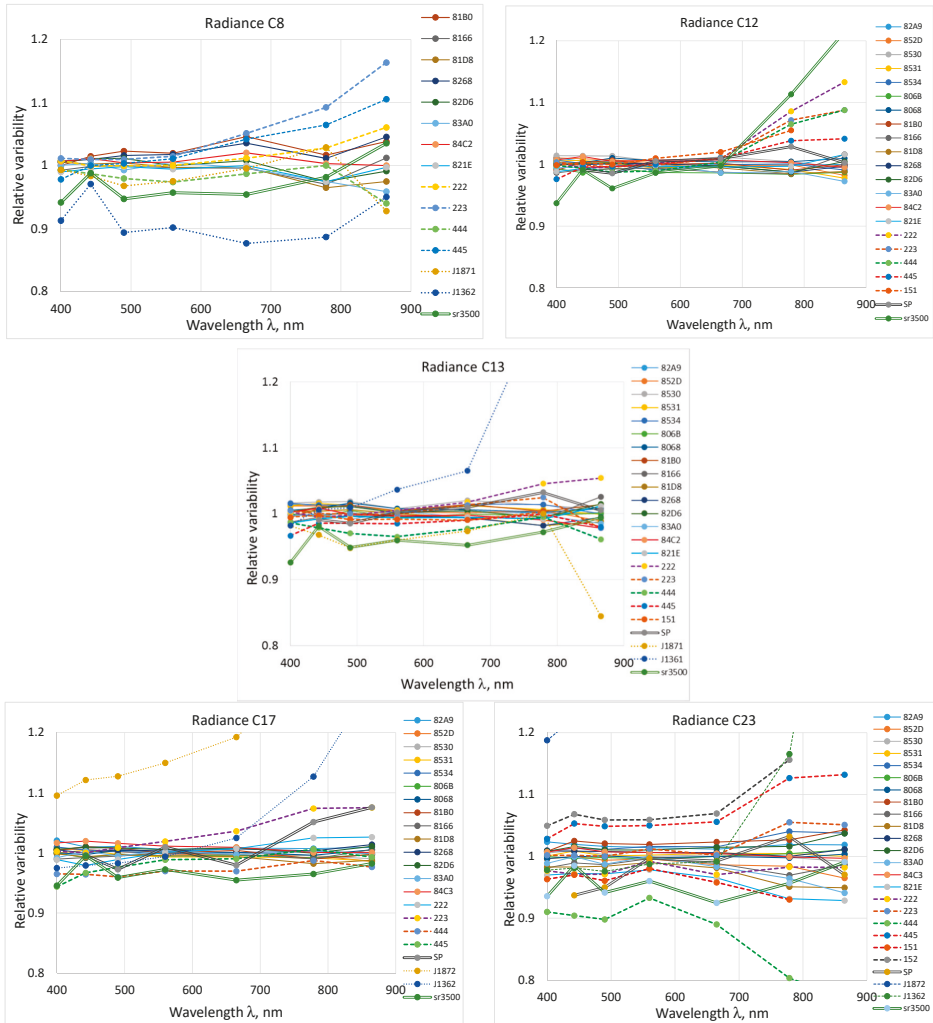 Radiance C8
1.2
1.1
1
0.9
0.8
400
500
600
700
800
900
Relative variability
Wavelength λ, nm
81B0
8166
81D8
8268
82D6
83A0
84C2
821E
222
223
444
445
J1871
J1362
sr3500
Radiance C12
1.2
1.1
1
0.9
0.8
400
500
600
700
800
900
Relative variability
Wavelength λ, nm
82A9
852D
8530
8531
8534
806B
8068
81B0
8166
81D8
8268
82D6
83A0
84C2
821E
222
223
444
445
151
SP
sr3500
Radiance C13
1.2
1.1
1
0.9
0.8
400
500
600
700
800
900
Relative variability
Wavelength λ, nm
82A9
852D
8530
8531
8534
806B
8068
81B0
8166
81D8
8268
82D6
83A0
84C2
821E
222
223
444
445
151
SP
J1871
J1361
sr3500
Radiance C17
1.2
1.1
1
0.9
0.8
400
500
600
700
800
900
Relative variability
Wavelength λ, nm
82A9
852D
8530
8531
8534
806B
8068
81B0
8166
81D8
8268
82D6
83A0
84C3
222
223
444
445
SP
J1872
J1362
sr3500
Radiance C23
1.2
1.1
1
0.9
0.8
400
500
600
700
800
900
Relative variability
Wavelength λ, nm
82A9
852D
8530
8531
8534
806B
8068
81B0
8166
81D8
8268
82D6
83A0
84C3
821E
222
223
444
445
151
152
SP
J1872
J1362
sr3500